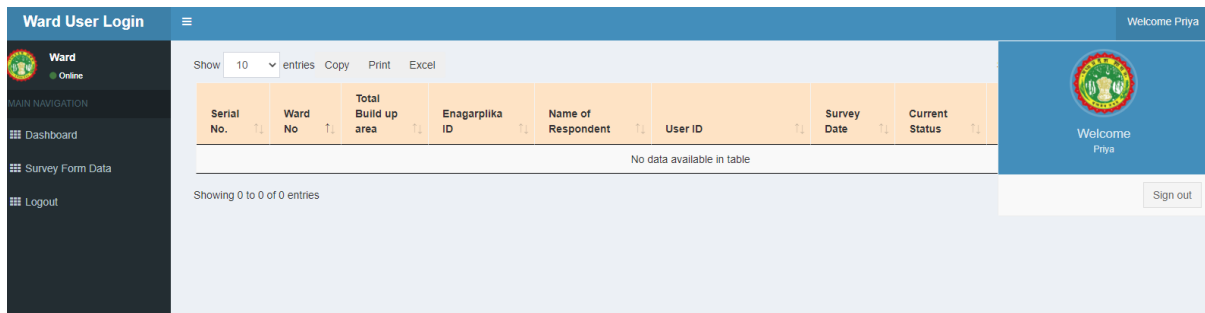 Ward User Login
Welcome Priya
Ward
Online
MAIN NAVIGATION
Dashboard
Survey Form Data
Logout
Show 10 entries Copy Print Excel
Serial No.
Ward No
Total Build up area
Enagarplika ID
Name of Respondent
User ID
Survey Date
Current Status
No data available in table
Showing 0 to 0 of 0 entries
Welcome
Priya
Sign out